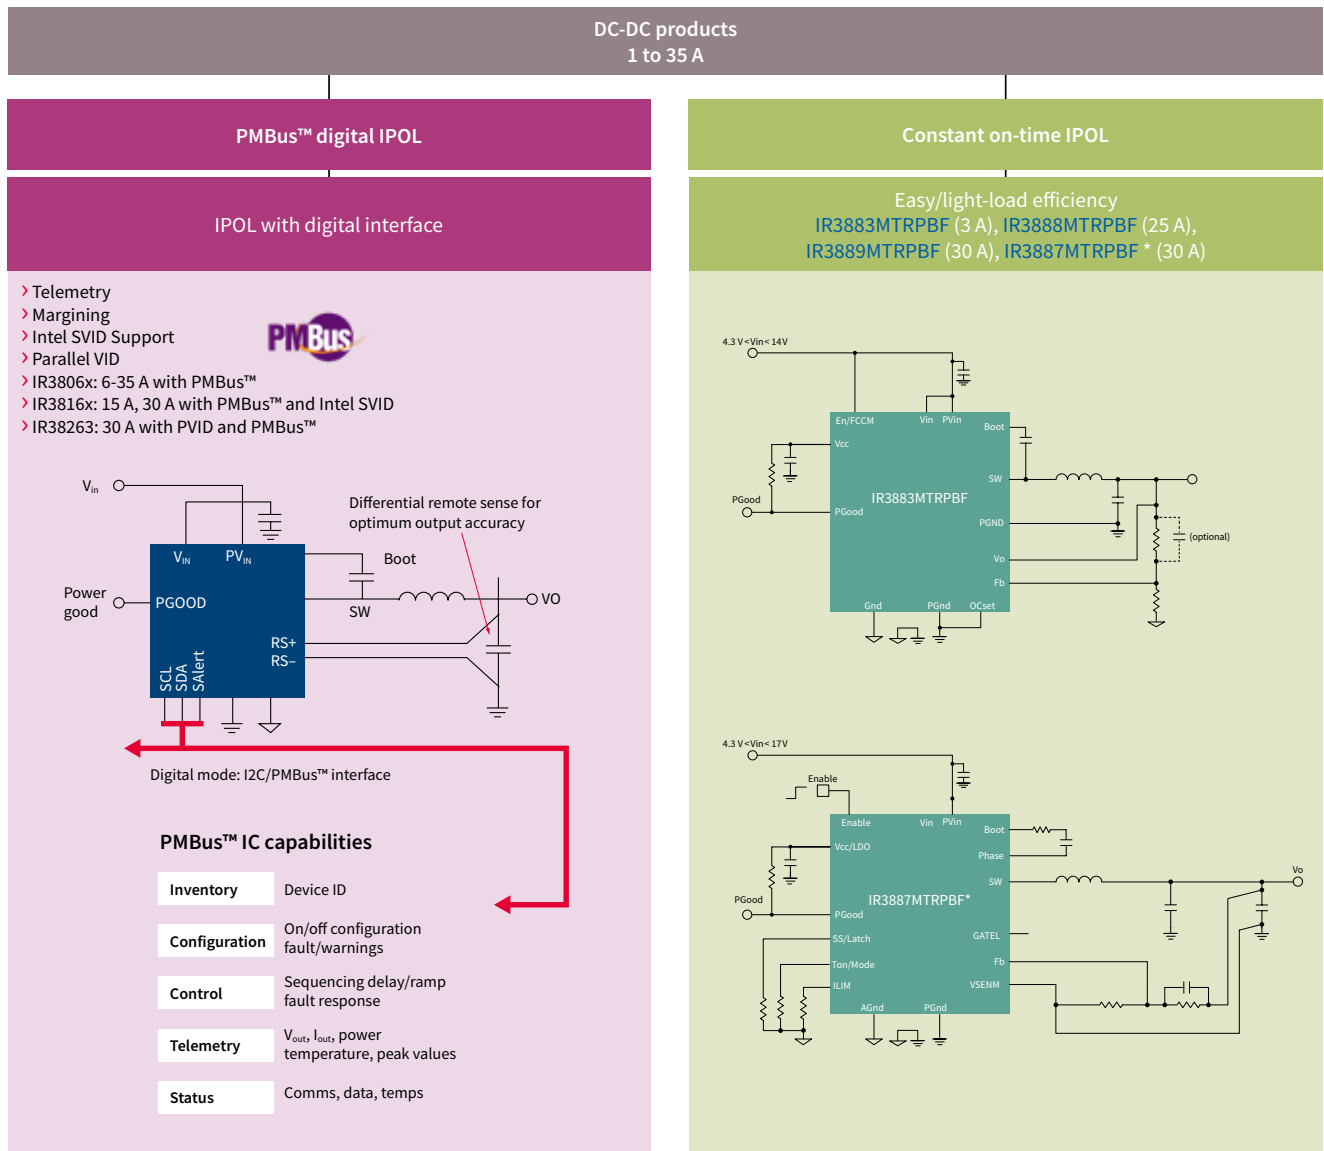 DC-DC products
1 to 35 A
PMBus™ digital IPOL
IPOL with digital interface
› Telemetry
› Margining
› Intel SVID Support
› Parallel VID
› IR3806x: 6-35 A with PMBus™
› IR3816x: 15 A, 30 A with PMBus™ and Intel SVID
› IR38263: 30 A with PVID and PMBus™
PMBus
Vin
Differential remote sense for
optimum output accuracy
VIN
PVIN
Boot
Power
good
PGOOD
SW
VO
RS+
RS–
SCL
SDA
SAlert
Digital mode: I2C/PMBus™ interface
PMBus™ IC capabilities
Inventory
Device ID
Configuration
On/off configuration
fault/warnings
Control
Sequencing delay/ramp
fault response
Telemetry
Vout, Iout, power
temperature, peak values
Status
Comms, data, temps
Constant on-time IPOL
Easy/light-load efficiency
IR3883MTRPBF (3 A), IR3888MTRPBF (25 A),
IR3889MTRPBF (30 A), IR3887MTRPBF * (30 A)
4.3 V <Vin< 14 V
En/FCCM
Vin
PVin
Boot
Vcc
SW
IR3883MTRPBF
PGood
PGood
PGND
(optional)
Vo
Fb
Gnd
PGnd
OCset
4.3 V <Vin< 17 V
Enable
Enable
Vin
PVin
Boot
Vcc/LDO
Phase
Vo
SW
PGood
IR3887MTRPBF*
PGood
SS/Latch
GATEL
Ton/Mode
Fb
ILIM
VSENM
AGnd
PGnd